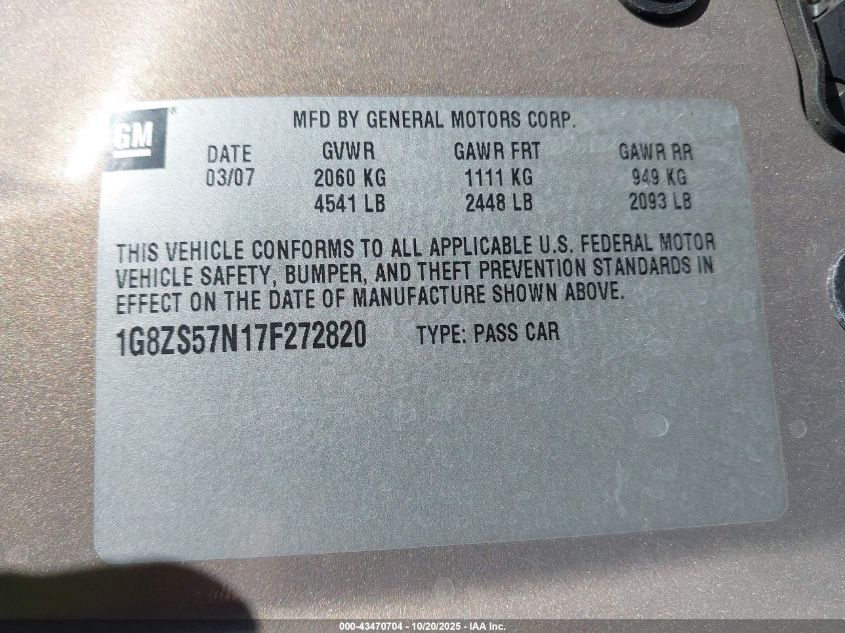 GM ®
MFD BY GENERAL MOTORS CORP.
DATE GVWR GAWR FRT GAWR RR
03/07 2060 KG 1111 KG 949 KG
4541 LB 2448 LB 2093 LB
THIS VEHICLE CONFORMS TO ALL APPLICABLE U.S. FEDERAL MOTOR
VEHICLE SAFETY, BUMPER, AND THEFT PREVENTION STANDARDS IN
EFFECT ON THE DATE OF MANUFACTURE SHOWN ABOVE.
1G8ZS57N17F272820 TYPE: PASS CAR
000-43470704 - 10/20/2025 - IAA Inc.